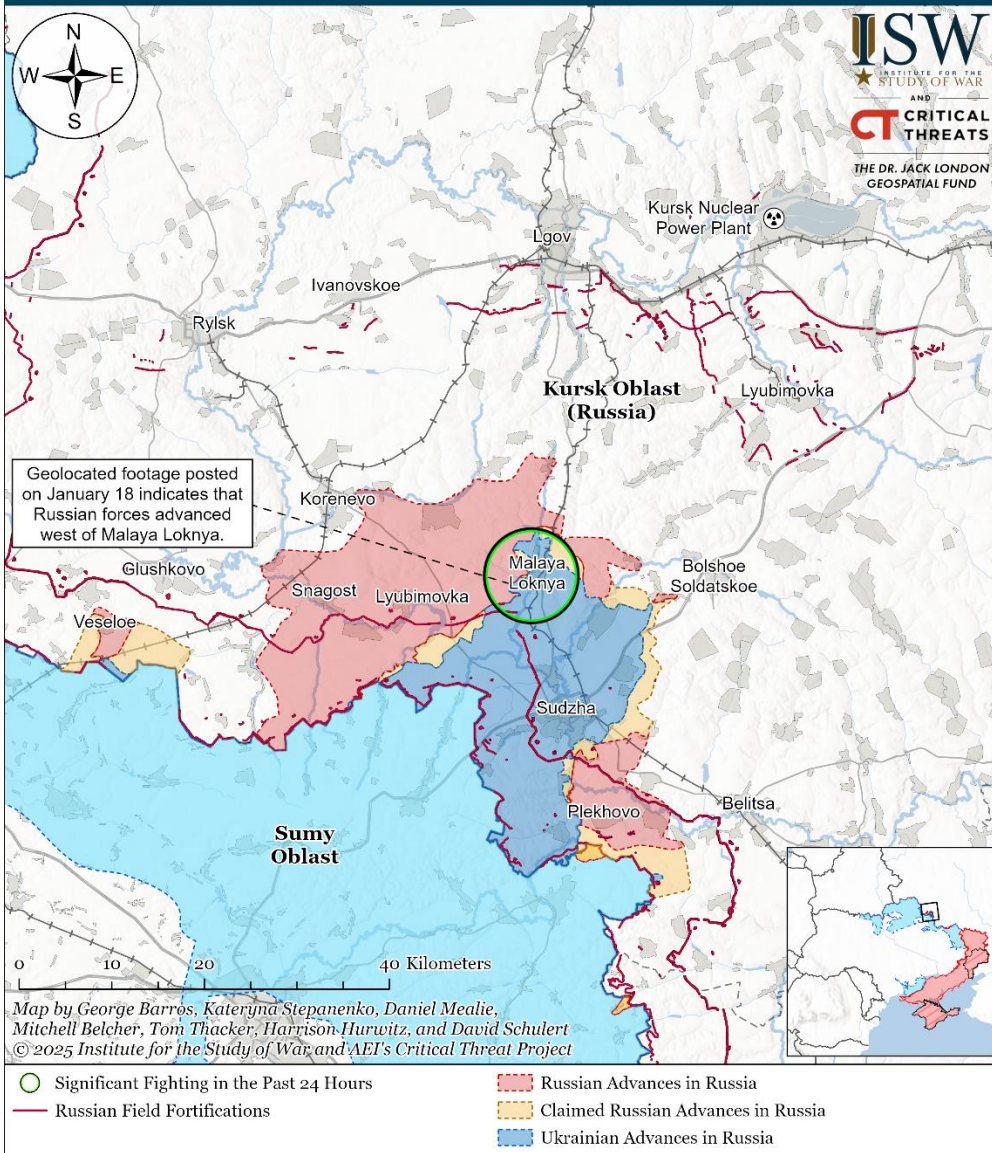 N
W E
S
ISW
INSTITUTE FOR THE
STUDY OF WAR
AND
CT CRITICAL
THREATS
THE DR. JACK LONDON
GEOSPATIAL FUND
Kursk Nuclear
Power Plant
Lgov
Ivanovskoe
Rylsk
Kursk Oblast
(Russia)
Lyubimovka
Geolocated footage posted
on January 18 indicates that
Russian forces advanced
west of Malaya Loknya.
Korenevo
Glushkovo
Malaya
Loknya
Bolshoe
Soldatskoe
Snagost
Lyubimovka
Veseloe
Sudzha
Plekhovo
Belitsa
Sumy
Oblast
0 10 20 40 Kilometers
Map by George Barros, Kateryna Stepanenko, Daniel Mealie,
Mitchell Belcher, Tom Thacker, Harrison Hurwitz, and David Schulert
© 2025 Institute for the Study of War and AEI's Critical Threat Project
Significant Fighting in the Past 24 Hours
Russian Field Fortifications
Russian Advances in Russia
Claimed Russian Advances in Russia
Ukrainian Advances in Russia